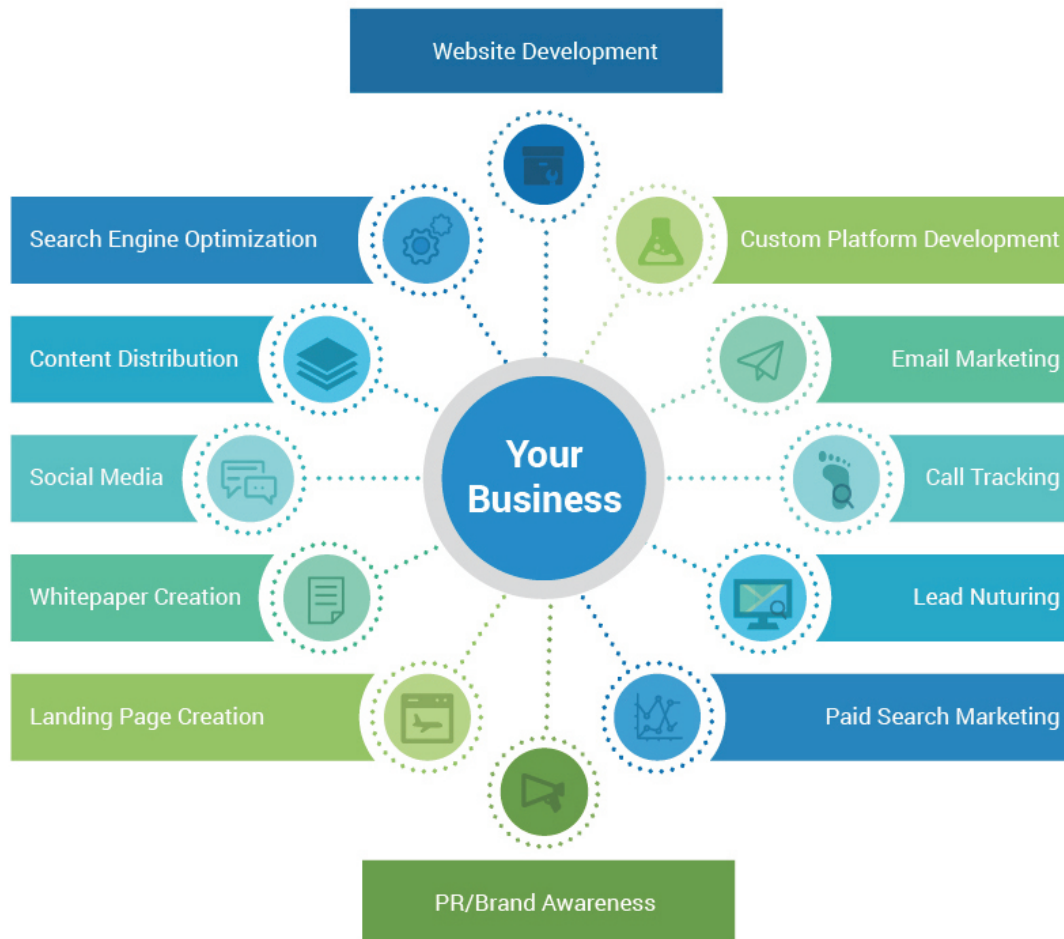 Website Development
Search Engine Optimization
Custom Platform Development
Content Distribution
Email Marketing
Your
Business
Social Media
Call Tracking
Whitepaper Creation
Lead Nuturing
Landing Page Creation
Paid Search Marketing
PR/Brand Awareness